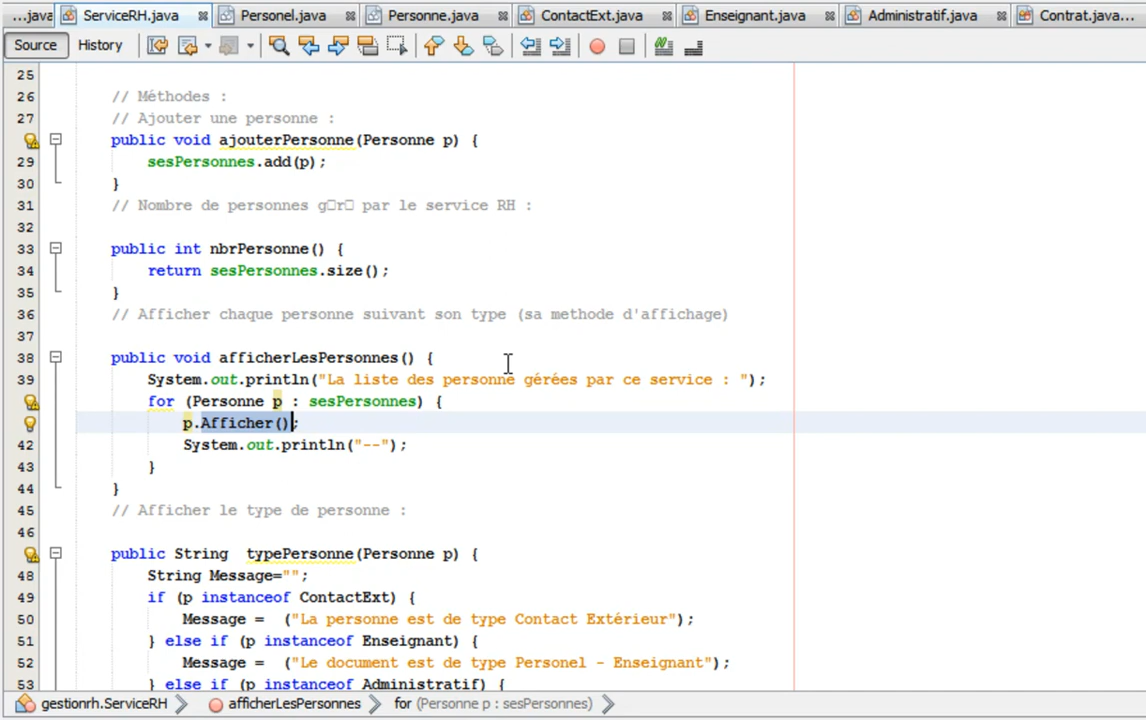 ...java ServiceRH.java Personel.java Personne.java ContactExt.java Enseignant.java Administratif.java Contrat.java...
Source History
25
26 // Méthodes :
27 // Ajouter une personne :
public void ajouterPersonne(Personne p) {
29 sesPersonnes.add(p);
30 }
31 // Nombre de personnes g□r□ par le service RH :
32
33 public int nbrPersonne() {
34 return sesPersonnes.size();
35 }
36 // Afficher chaque personne suivant son type (sa methode d'affichage)
37
38 public void afficherLesPersonnes() {
39 System.out.println("La liste des personne gérées par ce service : ");
for (Personne p : sesPersonnes) {
p.Afficher();
42 System.out.println("--");
43 }
44 }
45 // Afficher le type de personne :
46
public String typePersonne(Personne p) {
48 String Message="";
49 if (p instanceof ContactExt) {
50 Message = ("La personne est de type Contact Extérieur");
51 } else if (p instanceof Enseignant) {
52 Message = ("Le document est de type Personel - Enseignant");
53 } else if (p instanceof Administratif) {
gestionrh.ServiceRH afficherLesPersonnes for (Personne p : sesPersonnes)